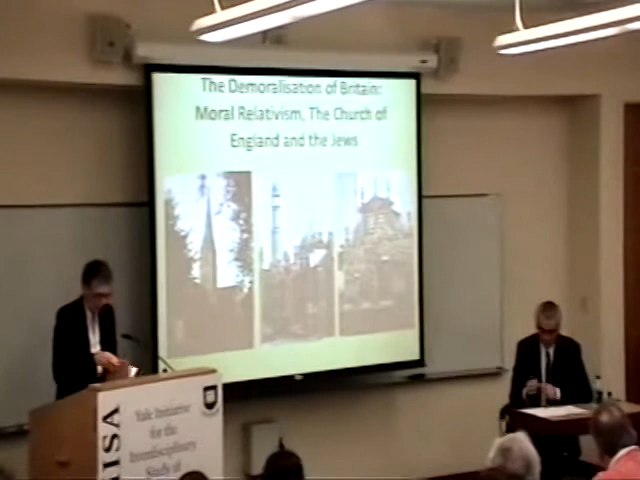 The Demoralisation of Britain:
Moral Relativism, The Church of
England and the Jews
Yale Initiative
for the
Interdisciplinary
Study of
IISA